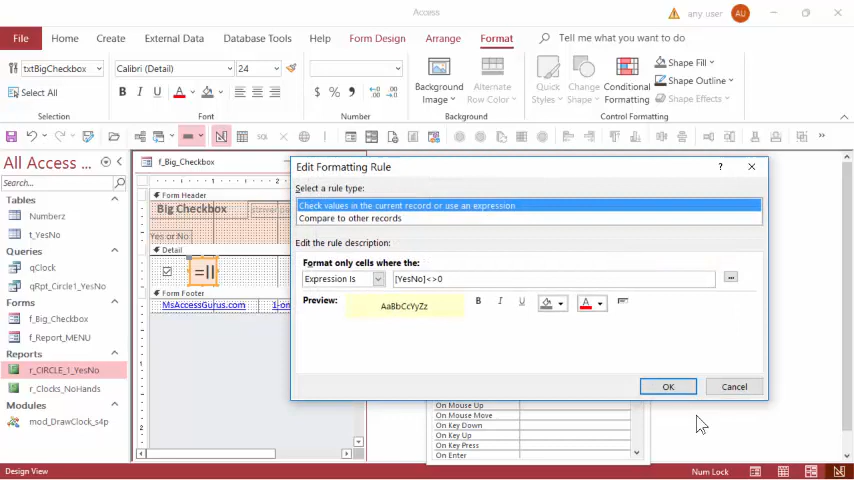 Access
any user
AU
File
Home
Create
External Data
Database Tools
Help
Form Design
Arrange
Format
Tell me what you want to do
txtBigCheckbox
Select All
Selection
Calibri (Detail)
24
B
I
U
A
Font
$
%
Number
Background
Image
Alternate
Row Color
Background
Quick
Styles
Change
Shape
Conditional
Formatting
Shape Fill
Shape Outline
Shape Effects
Control Formatting
SQL
All Access ...
Search...
Tables
Numberz
t_YesNo
Queries
qClock
qRpt_Circle1_YesNo
Forms
f_Big_Checkbox
f_Report_MENU
Reports
r_CIRCLE_1_YesNo
r_Clocks_NoHands
Modules
mod_DrawClock_s4p
f_Big_Checkbox
1
2
Form Header
Big Checkbox
Yes or No
Detail
=II
Form Footer
MsAccessGurus.com
1-on
Edit Formatting Rule
?
Select a rule type:
Check values in the current record or use an expression
Compare to other records
Edit the rule description:
Format only cells where the:
Expression Is
[YesNo]<>0
...
Preview:
AaBbCcYyZz
B
I
U
A
OK
Cancel
On Mouse Up
On Mouse Move
On Key Down
On Key Up
On Key Press
On Enter
Design View
Num Lock